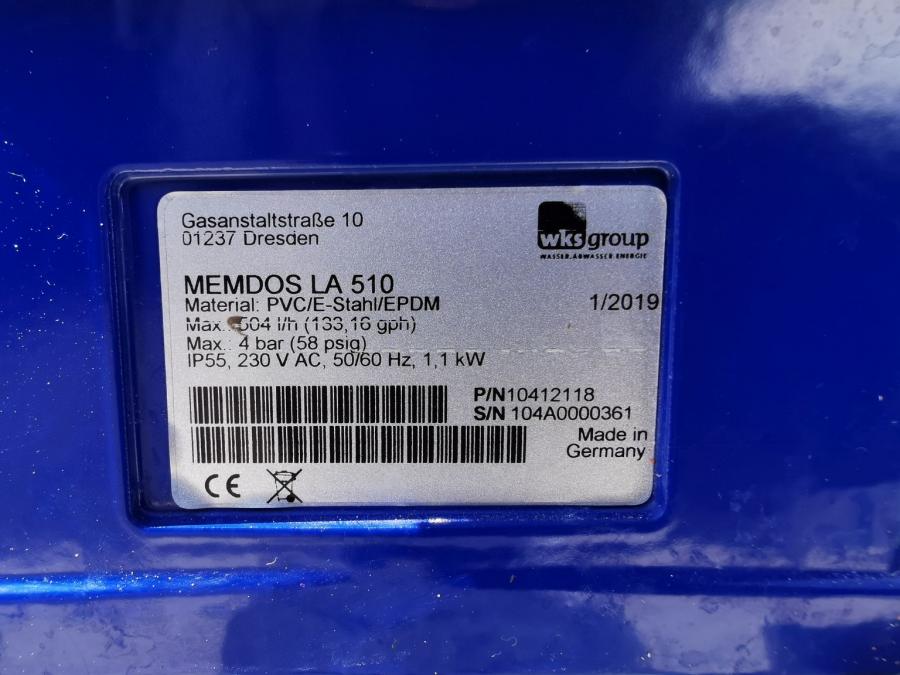 Gasanstaltstraße 10
01237 Dresden
wks group
WASSER.ABWASSER.ENERGIE
MEMDOS LA 510
Material: PVC/E-Stahl/EPDM
1/2019
Max.: 504 l/h (133,16 gph)
Max.: 4 bar (58 psig)
IP55, 230 V AC, 50/60 Hz, 1,1 kW
P/N10412118
S/N 104A0000361
Made in
Germany
CE